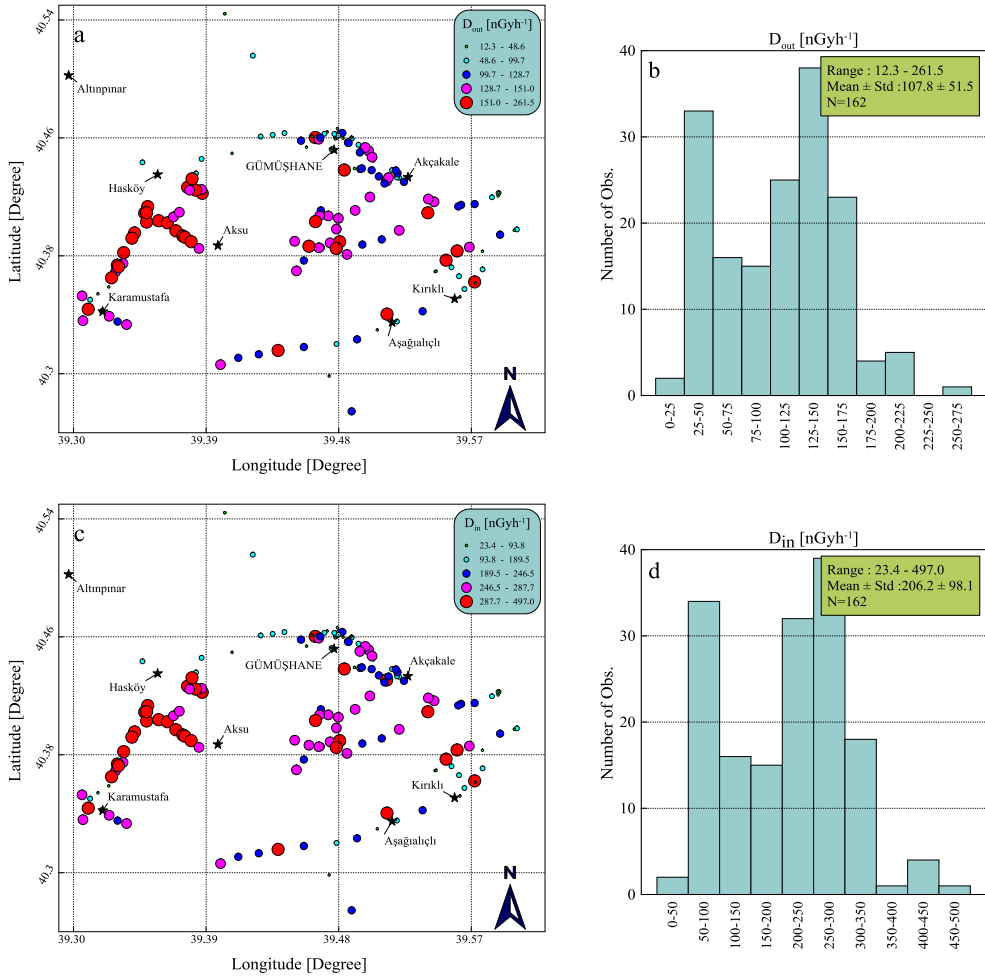 a
D_out [nGyh⁻¹]
12.3 - 48.6
48.6 - 99.7
99.7 - 128.7
128.7 - 151.0
151.0 - 261.5
40.54
40.46
40.38
40.3
Latitude [Degree]
Altınpınar
GÜMÜŞHANE
Akçakale
Hasköy
Aksu
Karamustafa
Kırıklı
Aşağıalıçlı
N
39.30
39.39
39.48
39.57
Longitude [Degree]
D_out [nGyh⁻¹]
b
Range : 12.3 - 261.5
Mean ± Std :107.8 ± 51.5
N=162
40
30
20
10
0
Number of Obs.
0-25
25-50
50-75
75-100
100-125
125-150
150-175
175-200
200-225
225-250
250-275
c
D_in [nGyh⁻¹]
23.4 - 93.8
93.8 - 189.5
189.5 - 246.5
246.5 - 287.7
287.7 - 497.0
40.54
40.46
40.38
40.3
Latitude [Degree]
Altınpınar
GÜMÜŞHANE
Akçakale
Hasköy
Aksu
Karamustafa
Kırıklı
Aşağıalıçlı
N
39.30
39.39
39.48
39.57
Longitude [Degree]
D_in [nGyh⁻¹]
d
Range : 23.4 - 497.0
Mean ± Std :206.2 ± 98.1
N=162
40
30
20
10
0
Number of Obs.
0-50
50-100
100-150
150-200
200-250
250-300
300-350
350-400
400-450
450-500